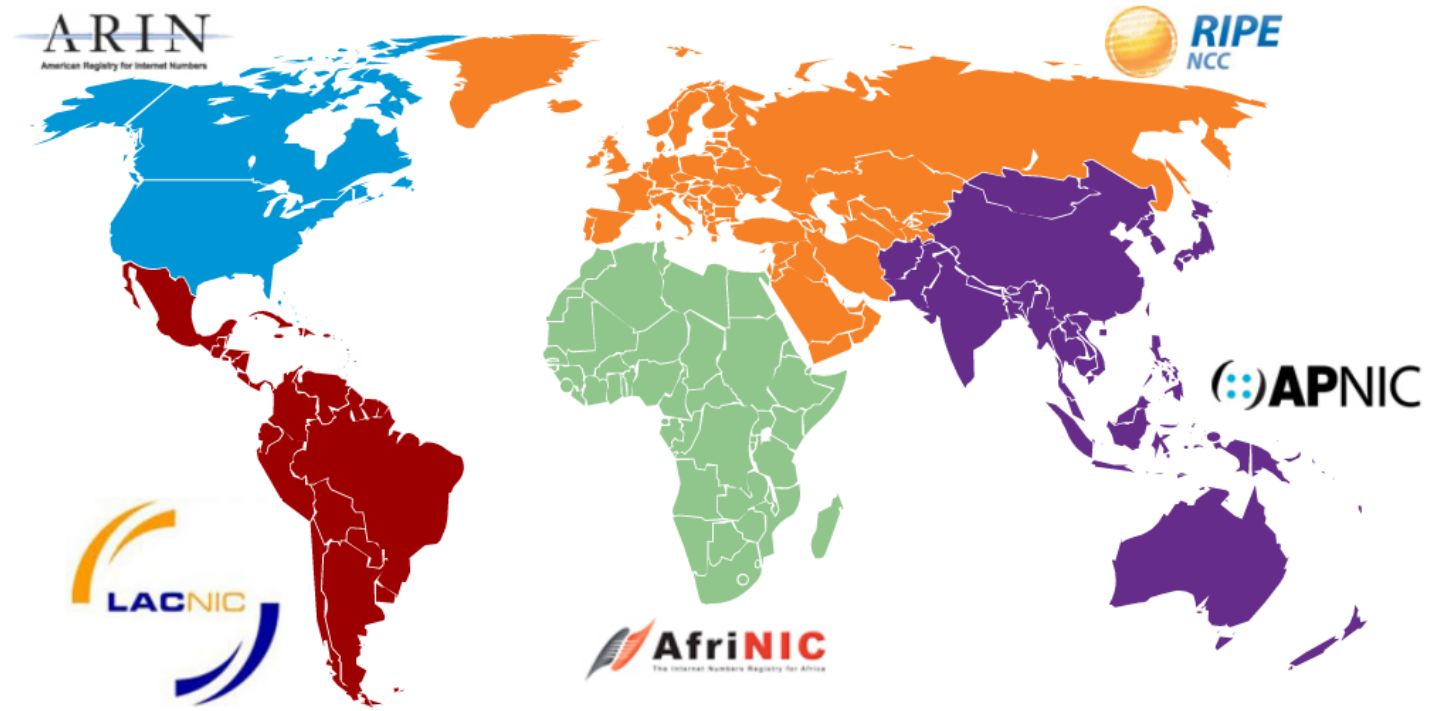 ARIN
American Registry for Internet Numbers
RIPE
NCC
APNIC
LACNIC
AfriNIC
The Internet Numbers Registry for Africa